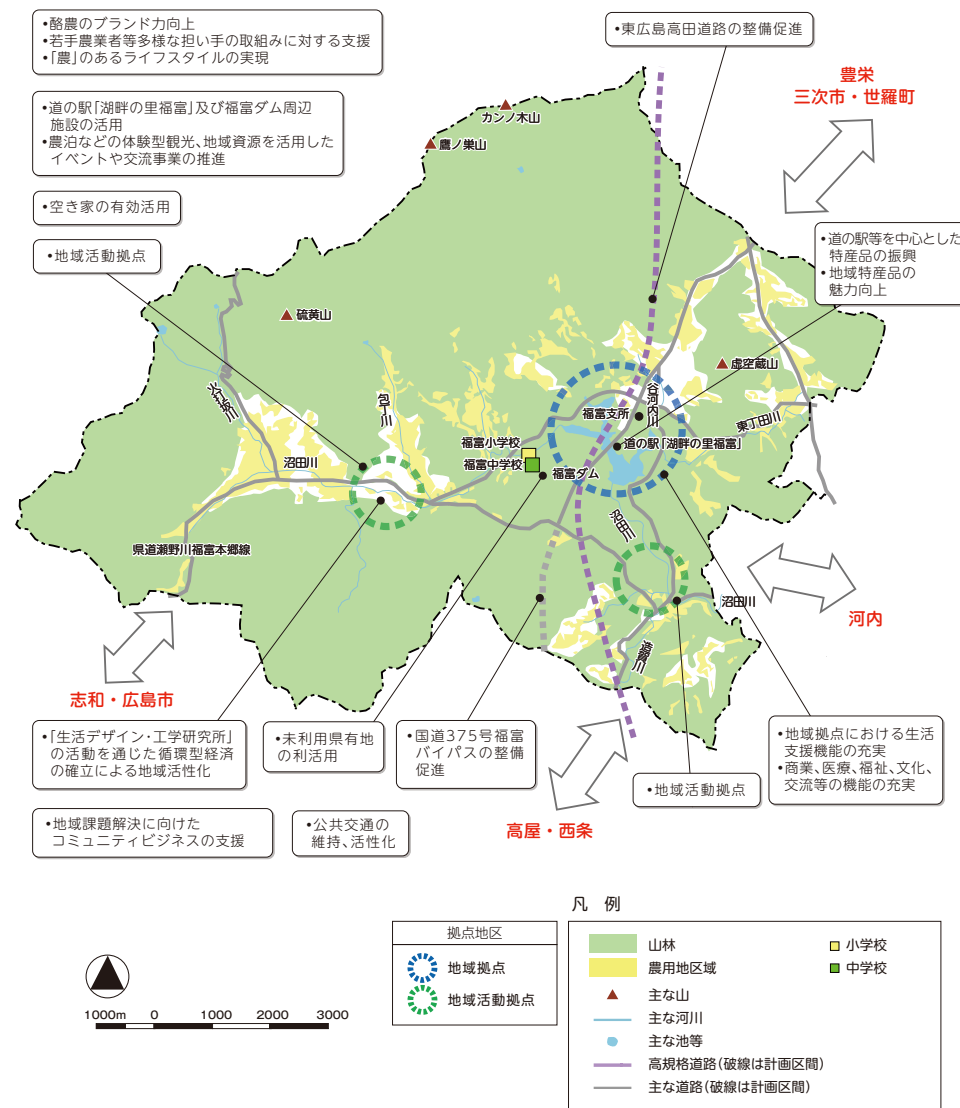 •酪農のブランド力向上
•若手農業者等多様な担い手の取組みに対する支援
•「農」のあるライフスタイルの実現
•道の駅「湖畔の里福富」及び福富ダム周辺
施設の活用
•農泊などの体験型観光、地域資源を活用した
イベントや交流事業の推進
•空き家の有効活用
•地域活動拠点
•東広島高田道路の整備促進
豊栄
三次市・世羅町
•道の駅等を中心とした
特産品の振興
•地域特産品の
魅力向上
カンノ木山
鷹ノ巣山
硫黄山
虚空蔵山
火打坂川
包丁川
谷河内川
福富支所
東丁田川
道の駅「湖畔の里福富」
福富小学校
福富中学校
福富ダム
沼田川
沼田川
沼田川
県道瀬野川福富本郷線
造賀川
河内
志和・広島市
高屋・西条
•「生活デザイン・工学研究所」
の活動を通じた循環型経済
の確立による地域活性化
•未利用県有地
の利活用
•国道375号福富
バイパスの整備
促進
•地域活動拠点
•地域拠点における生活
支援機能の充実
•商業、医療、福祉、文化、
交流等の機能の充実
•地域課題解決に向けた
コミュニティビジネスの支援
•公共交通の
維持、活性化
凡 例
拠点地区
地域拠点
地域活動拠点
山林
農用地区域
主な山
主な河川
主な池等
高規格道路(破線は計画区間)
主な道路(破線は計画区間)
小学校
中学校
1000m 0 1000 2000 3000